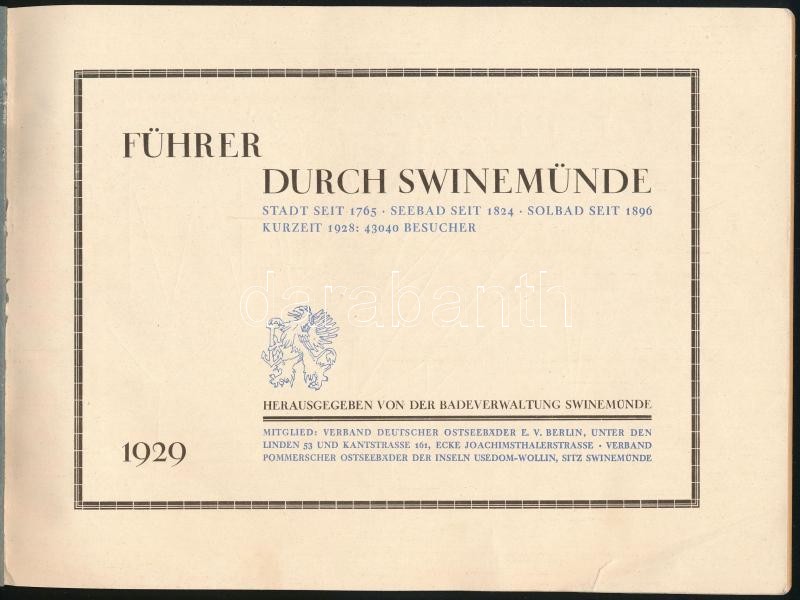 FÜHRER
DURCH SWINEMÜNDE
STADT SEIT 1765 · SEEBAD SEIT 1824 · SOLBAD SEIT 1896
KURZEIT 1928: 43040 BESUCHER
darabanth
HERAUSGEGEBEN VON DER BADEVERWALTUNG SWINEMÜNDE
1929
MITGLIED: VERBAND DEUTSCHER OSTSEEBÄDER E. V. BERLIN, UNTER DEN
LINDEN 53 UND KANTSTRASSE 161, ECKE JOACHIMSTHALERSTRASSE · VERBAND
POMMERSCHER OSTSEEBÄDER DER INSELN USEDOM-WOLLIN, SITZ SWINEMÜNDE